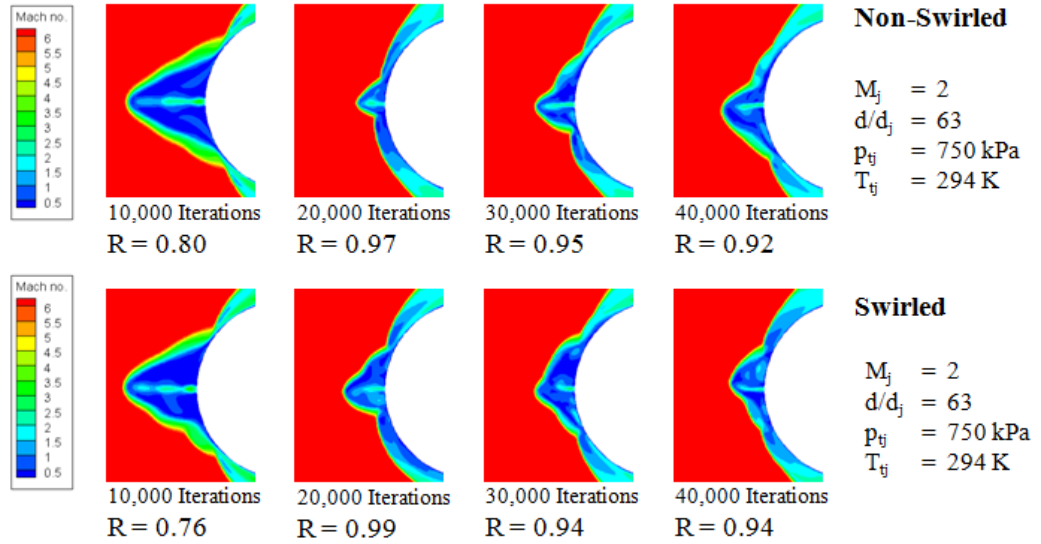 Mach no.
6
5.5
5
4.5
4
3.5
3
2.5
2
1.5
1
0.5
10,000 Iterations
R = 0.80
20,000 Iterations
R = 0.97
30,000 Iterations
R = 0.95
40,000 Iterations
R = 0.92
Non-Swirled
Mj = 2
d/dj = 63
ptj = 750 kPa
Ttj = 294 K
Mach no.
6
5.5
5
4.5
4
3.5
3
2.5
2
1.5
1
0.5
10,000 Iterations
R = 0.76
20,000 Iterations
R = 0.99
30,000 Iterations
R = 0.94
40,000 Iterations
R = 0.94
Swirled
Mj = 2
d/dj = 63
ptj = 750 kPa
Ttj = 294 K